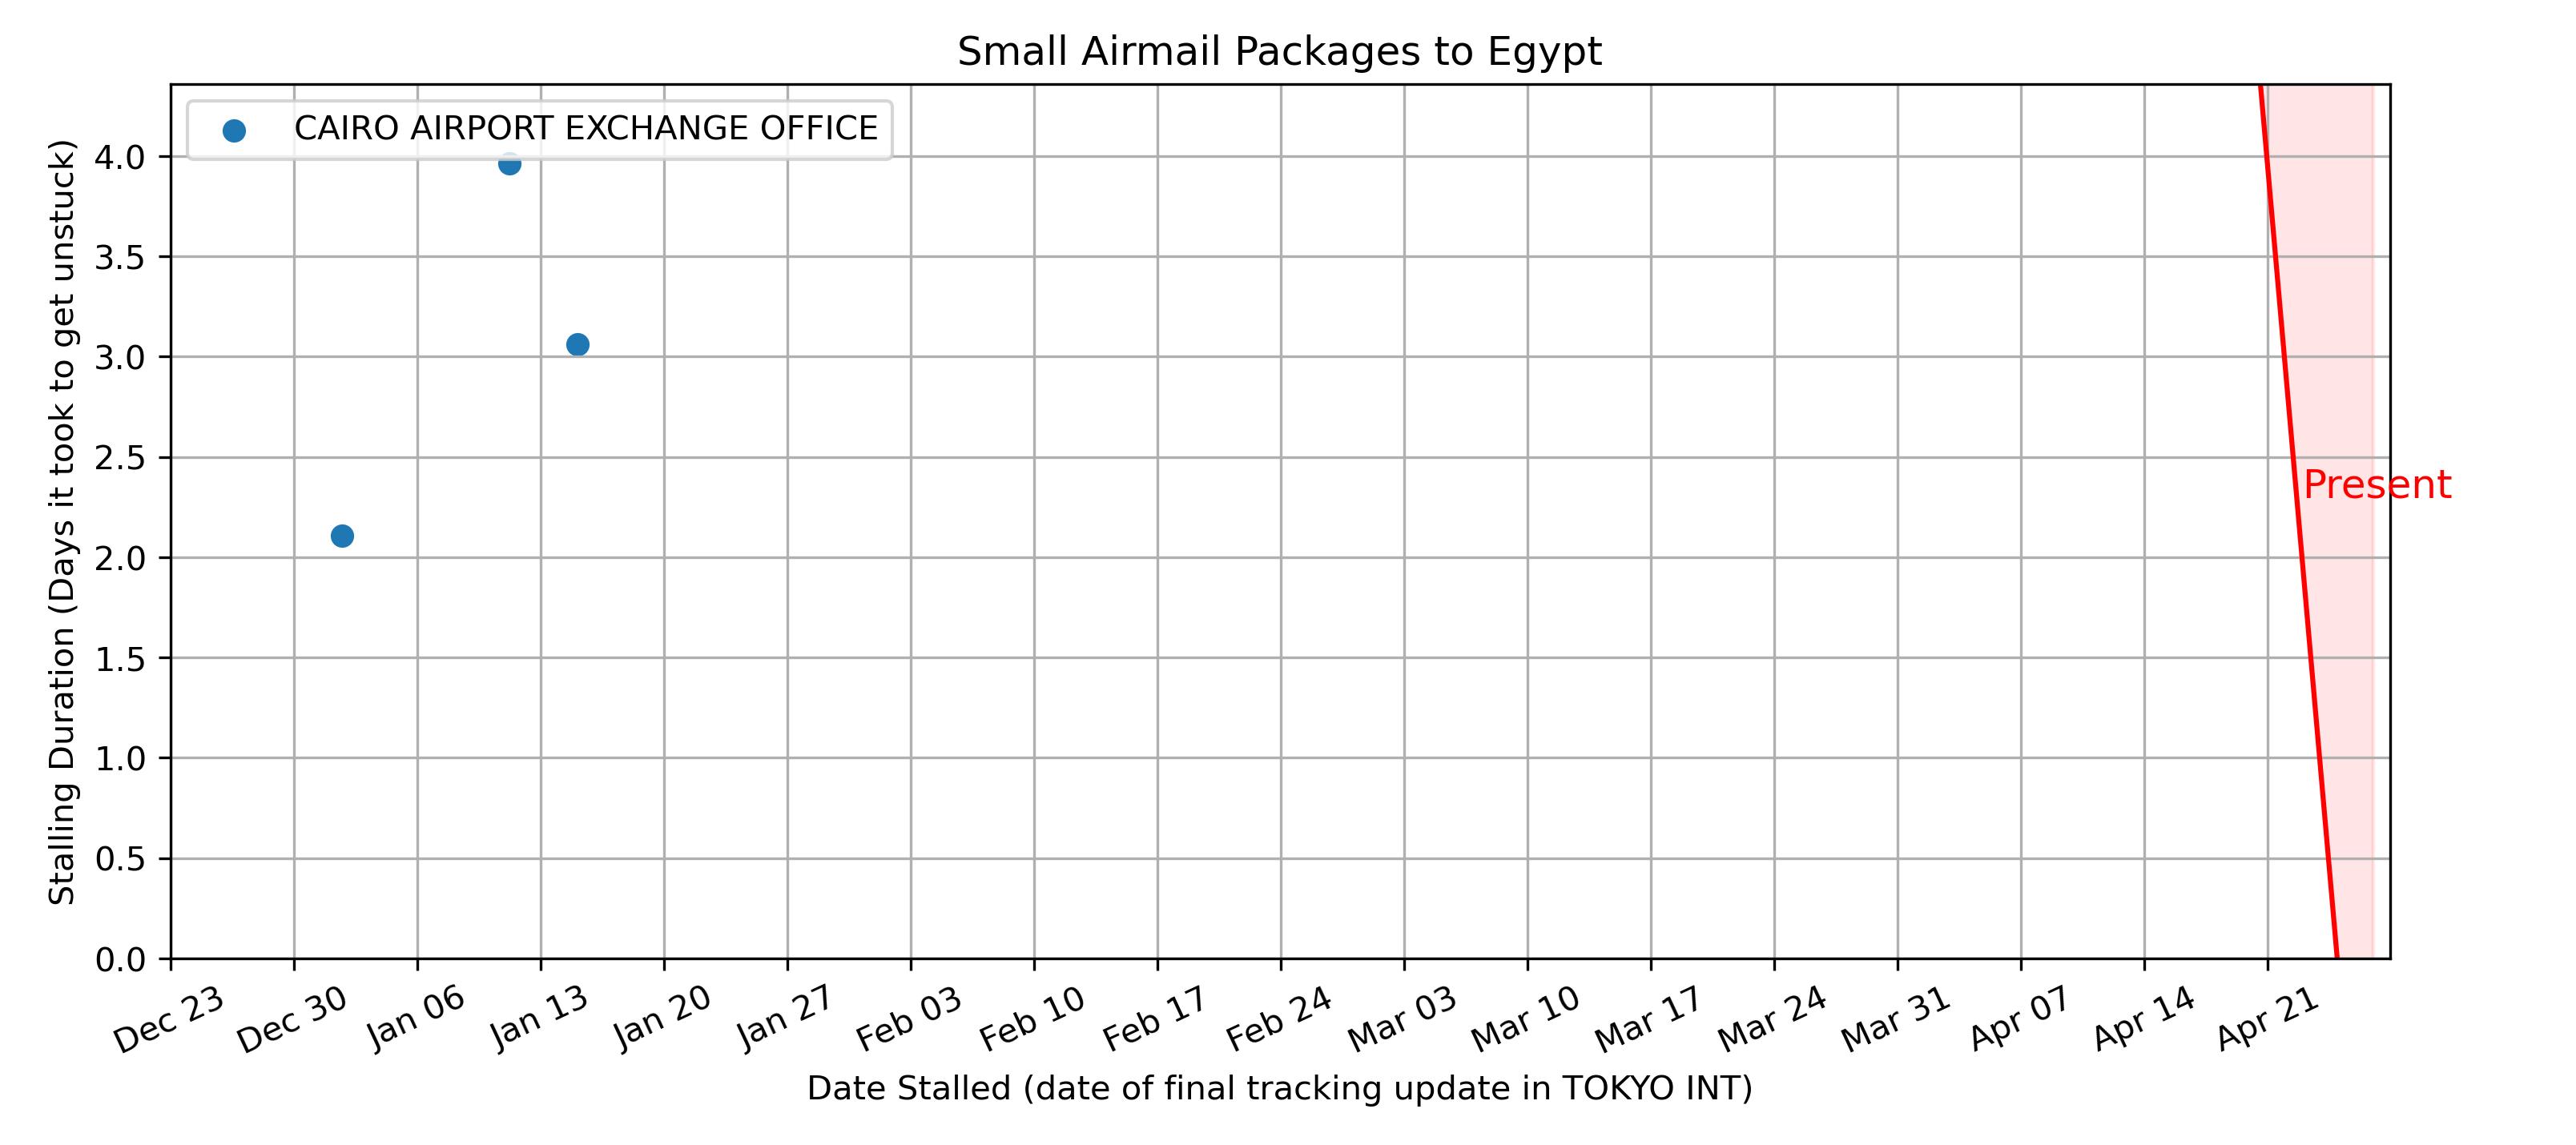 Small Airmail Packages to Egypt
CAIRO AIRPORT EXCHANGE OFFICE
Stalling Duration (Days it took to get unstuck)
4.0
3.5
3.0
2.5
2.0
1.5
1.0
0.5
0.0
Present
Dec 23
Dec 30
Jan 06
Jan 13
Jan 20
Jan 27
Feb 03
Feb 10
Feb 17
Feb 24
Mar 03
Mar 10
Mar 17
Mar 24
Mar 31
Apr 07
Apr 14
Apr 21
Date Stalled (date of final tracking update in TOKYO INT)